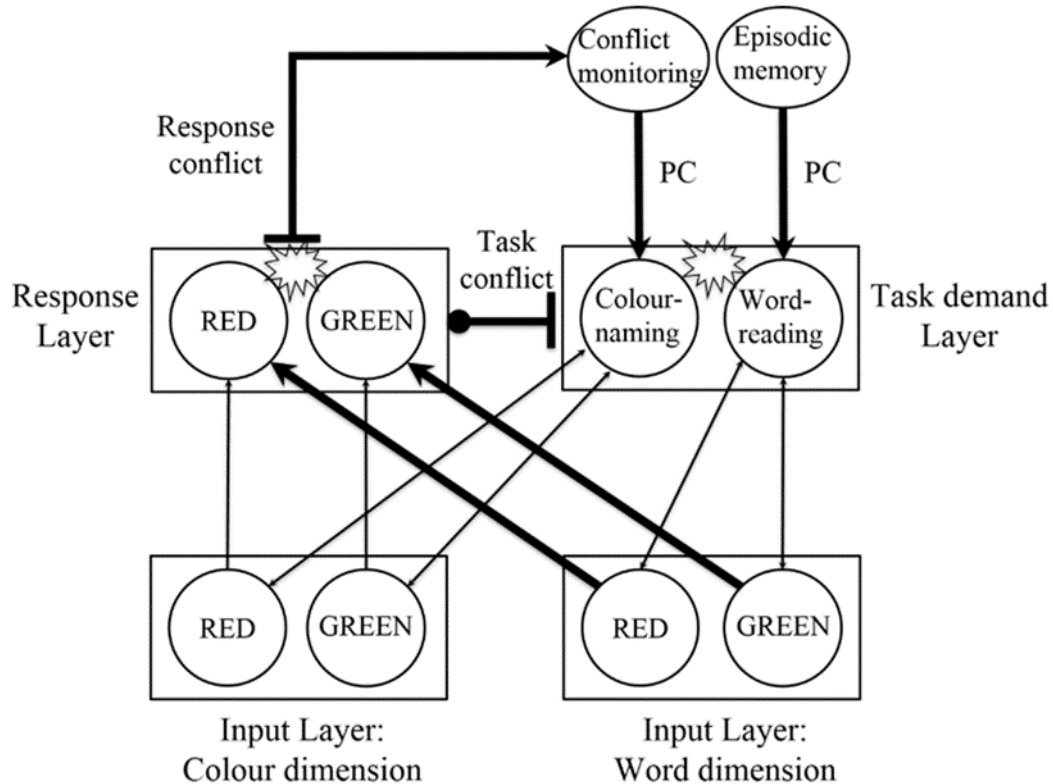 Conflict
monitoring
Episodic
memory
Response
conflict
PC
PC
Task
conflict
Response
Layer
RED
GREEN
Colour-
naming
Word-
reading
Task demand
Layer
RED
GREEN
RED
GREEN
Input Layer:
Colour dimension
Input Layer:
Word dimension